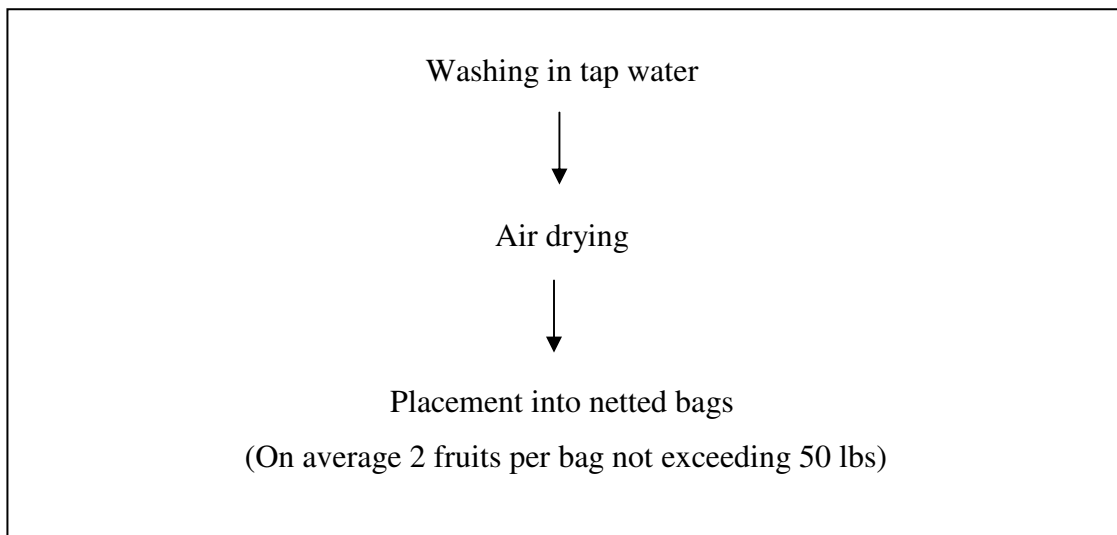 Washing in tap water
Air drying
Placement into netted bags
(On average 2 fruits per bag not exceeding 50 lbs)